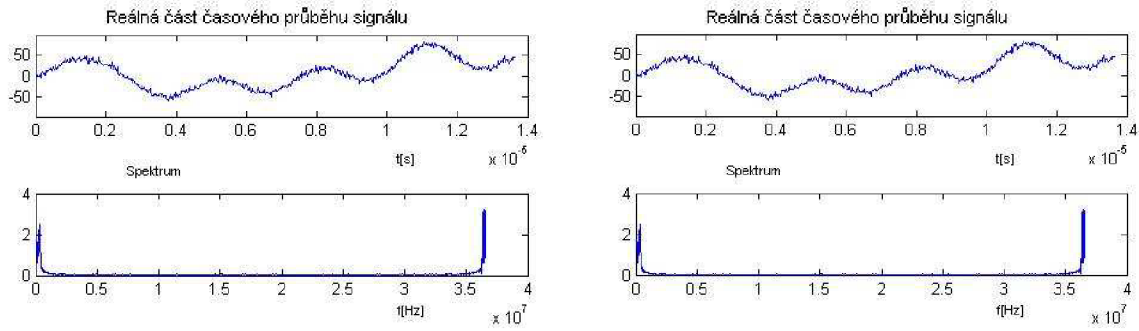 Reálná část časového průběhu signálu
50
0
-50
0 0.2 0.4 0.6 0.8 1 1.2 1.4
t[s]
x 10^-5
Spektrum
4
2
0
0 0.5 1 1.5 2 2.5 3 3.5 4
f[Hz]
x 10^7
Reálná část časového průběhu signálu
50
0
-50
0 0.2 0.4 0.6 0.8 1 1.2 1.4
t[s]
x 10^-5
Spektrum
4
2
0
0 0.5 1 1.5 2 2.5 3 3.5 4
f[Hz]
x 10^7